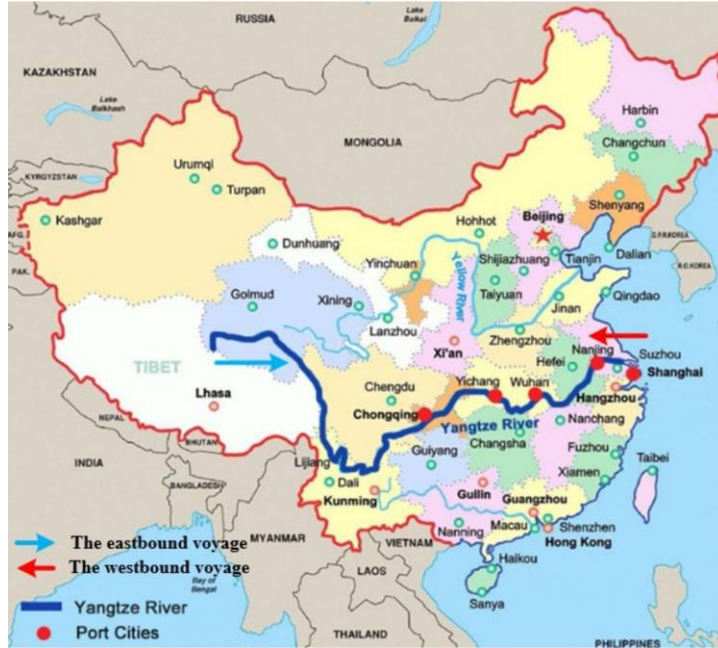 RUSSIA
Lake
Baikal
KAZAKHSTAN
Lake
Balkhash
MONGOLIA
Harbin
Changchun
Urumqi
Turpan
KYRGYZSTAN
Shenyang
Kashgar
Hohhot
Beijing
AFG.
Dunhuang
D.P.R.KOREA
Dalian
PAK.
Yinchuan
Shijiazhuang
Tianjin
R.O.KOREA
Golmud
Xining
Yellow River
Taiyuan
Jinan
Qingdao
Lanzhou
Zhengzhou
Xi'an
Nanjing
Suzhou
TIBET
Hefei
Shanghai
Chengdu
Yichang
Wuhan
Lhasa
Hangzhou
Chongqing
Yangtze River
Nanchang
NEPAL
Changsha
BHUTAN
Guiyang
Fuzhou
Lijiang
INDIA
Taibei
Dali
Xiamen
BANGLADESH
Kunming
Guilin
Guangzhou
Nanning
Macau
Shenzhen
The eastbound voyage
MYANMAR
VIETNAM
Hong Kong
The westbound voyage
LAOS
Haikou
Bay of
Bengal
Sanya
Yangtze River
Port Cities
THAILAND
PHILIPPINES